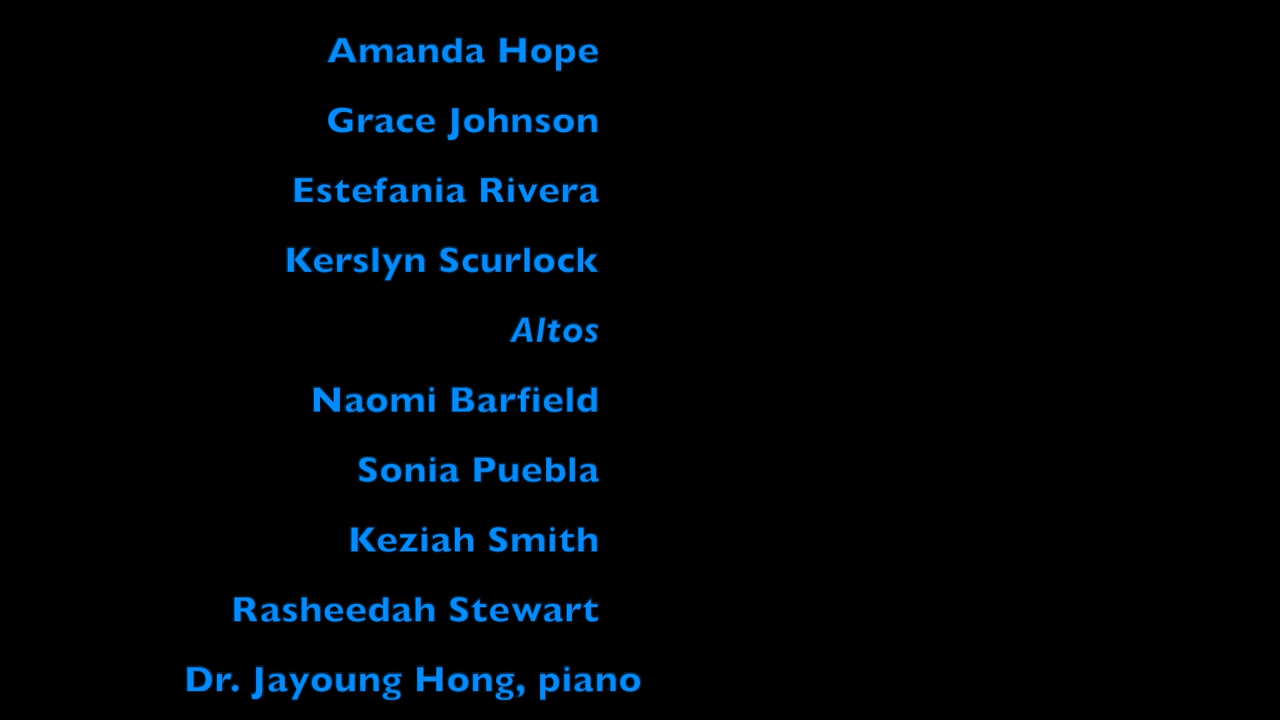 Amanda Hope
Grace Johnson
Estefania Rivera
Kerslyn Scurlock
Altos
Naomi Barfield
Sonia Puebla
Keziah Smith
Rasheedah Stewart
Dr. Jayoung Hong, piano